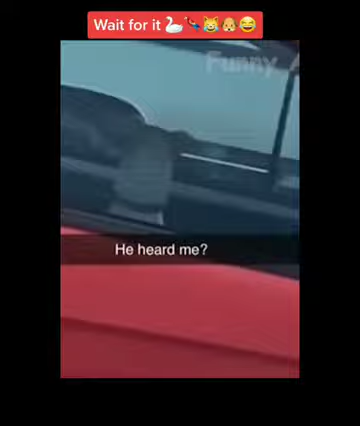 Wait for it 🦢🌶️😹👶🏼😂
Funny A
He heard me?